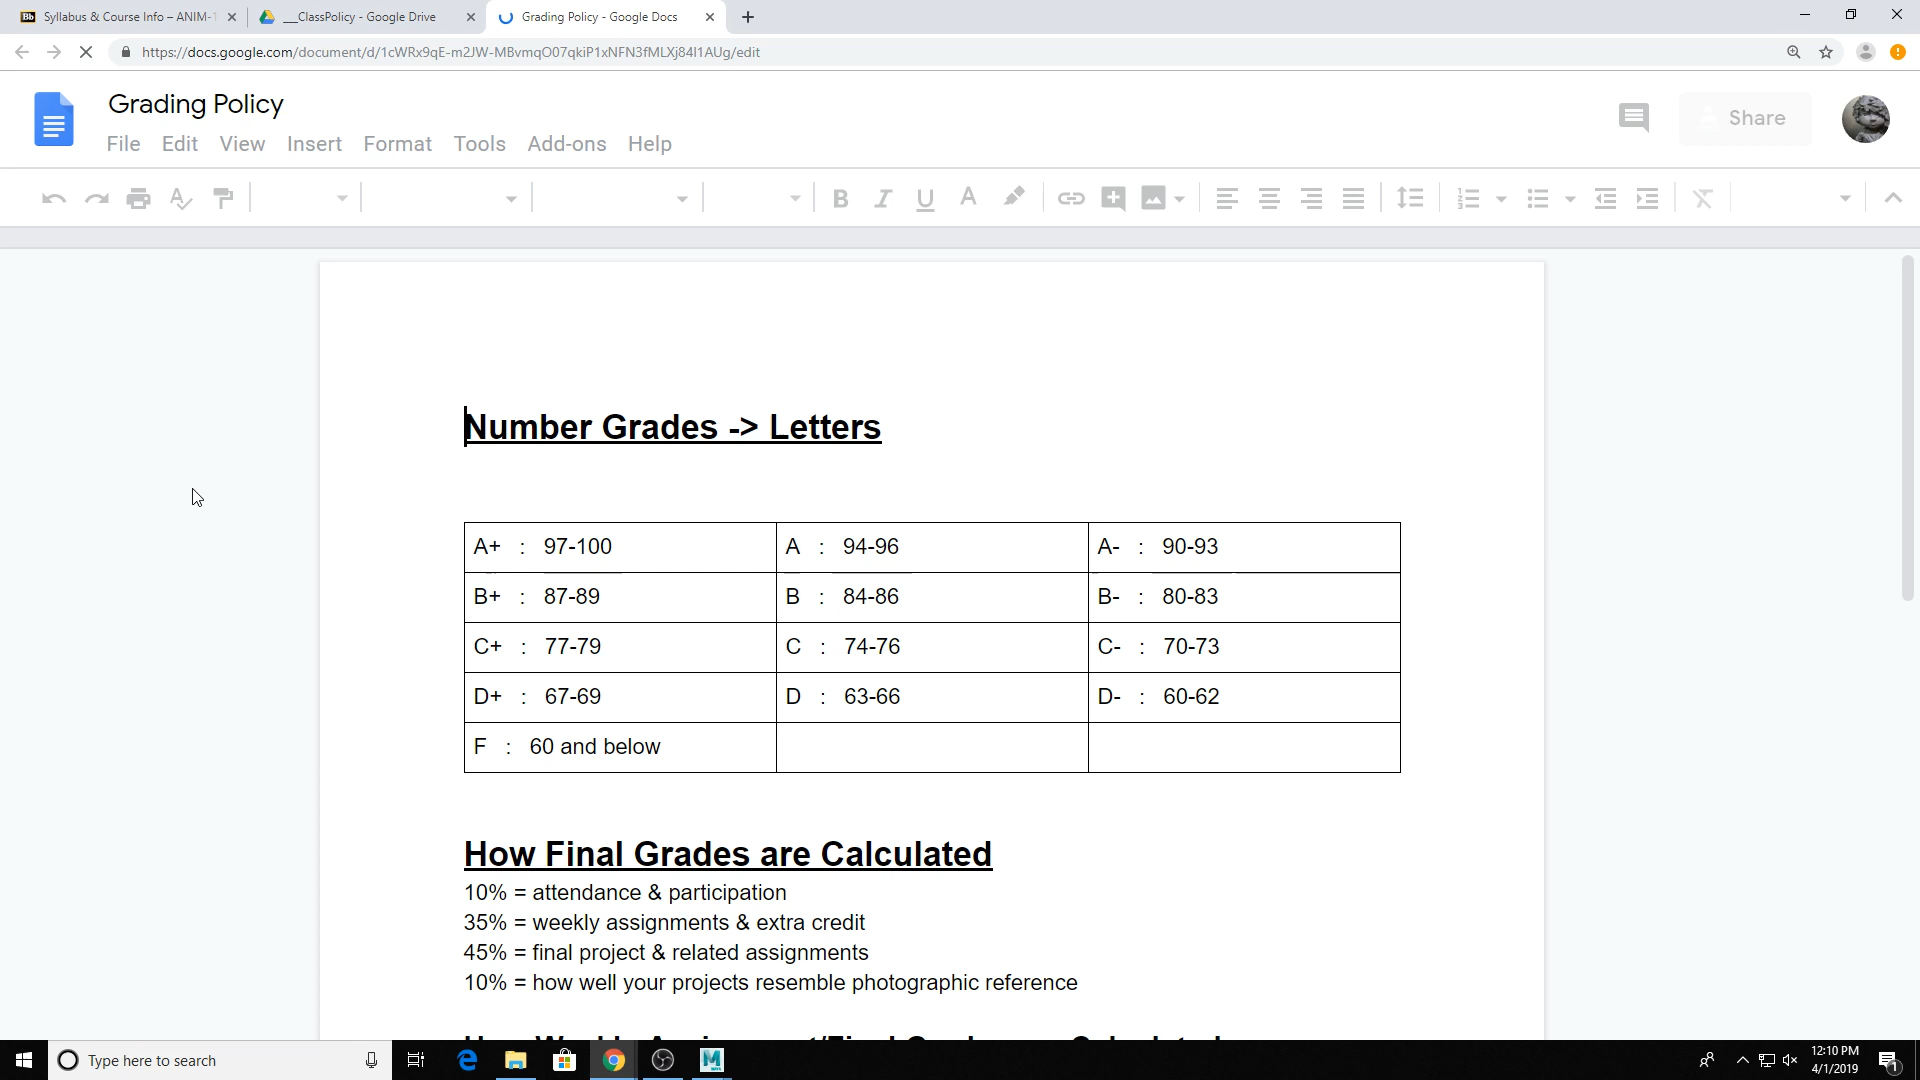 Bb Syllabus & Course Info – ANIM-1
__ClassPolicy - Google Drive
Grading Policy - Google Docs
https://docs.google.com/document/d/1cWRx9qE-m2JW-MBvmqO07qkiP1xNFN3fMLXj84l1AUg/edit
Grading Policy
Share
File Edit View Insert Format Tools Add-ons Help
Number Grades -> Letters
A+ : 97-100 A : 94-96 A- : 90-93
B+ : 87-89 B : 84-86 B- : 80-83
C+ : 77-79 C : 74-76 C- : 70-73
D+ : 67-69 D : 63-66 D- : 60-62
F : 60 and below
How Final Grades are Calculated
10% = attendance & participation
35% = weekly assignments & extra credit
45% = final project & related assignments
10% = how well your projects resemble photographic reference
Type here to search
12:10 PM
4/1/2019